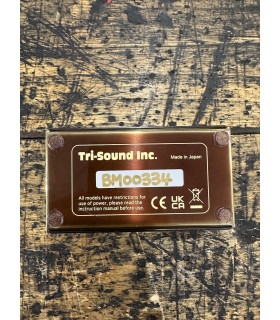 Tri-Sound Inc.
Made in Japan
BM00334
All models have restrictions for
use of power, please read the
instruction manual before use.
CE UK
CA